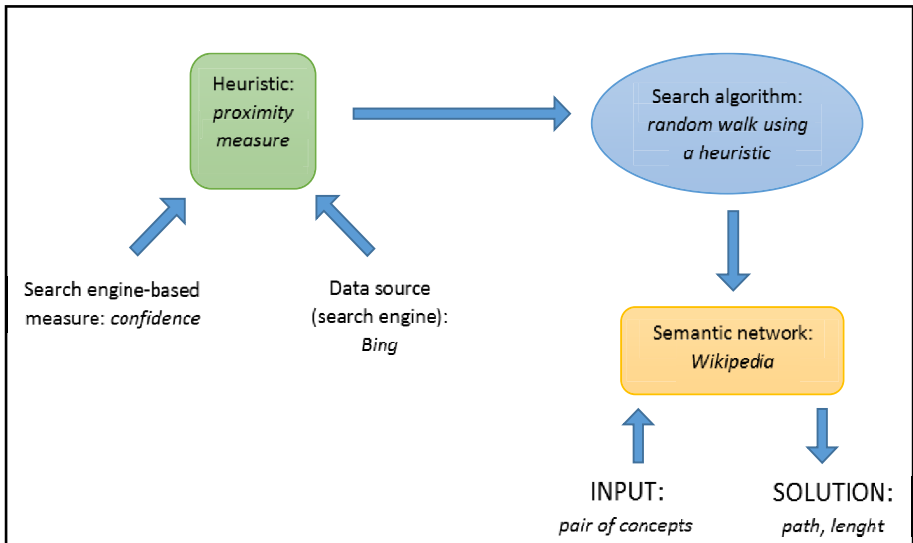 Heuristic:
proximity
measure
Search algorithm:
random walk using
a heuristic
Search engine-based
measure: confidence
Data source
(search engine):
Bing
Semantic network:
Wikipedia
INPUT:
pair of concepts
SOLUTION:
path, lenght